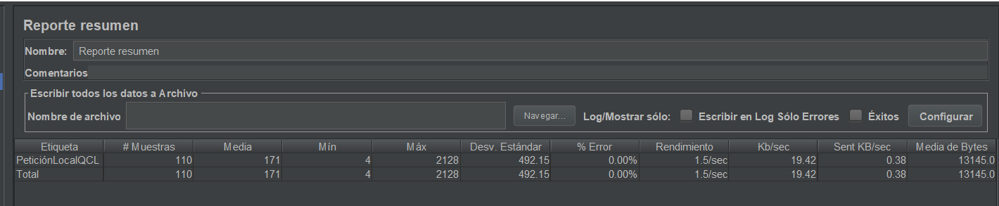 Reporte resumen
Nombre: Reporte resumen
Comentarios
Escribir todos los datos a Archivo
Nombre de archivo Navegar... Log/Mostrar sólo: Escribir en Log Sólo Errores Éxitos Configurar
Etiqueta # Muestras Media Mín Máx Desv. Estándar % Error Rendimiento Kb/sec Sent KB/sec Media de Bytes
PeticiónLocalQCL 110 171 4 2128 492.15 0.00% 1.5/sec 19.42 0.38 13145.0
Total 110 171 4 2128 492.15 0.00% 1.5/sec 19.42 0.38 13145.0